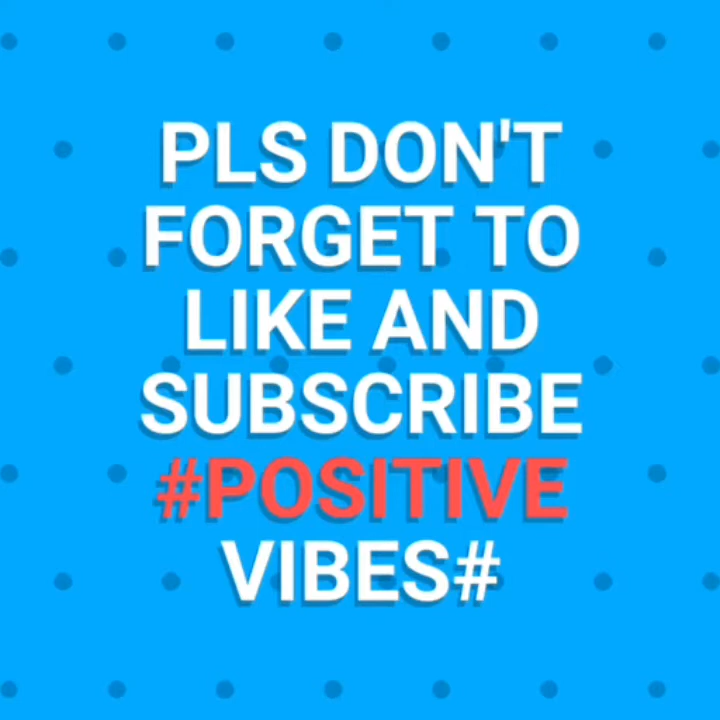 PLS DON'T
FORGET TO
LIKE AND
SUBSCRIBE
#POSITIVE
VIBES#